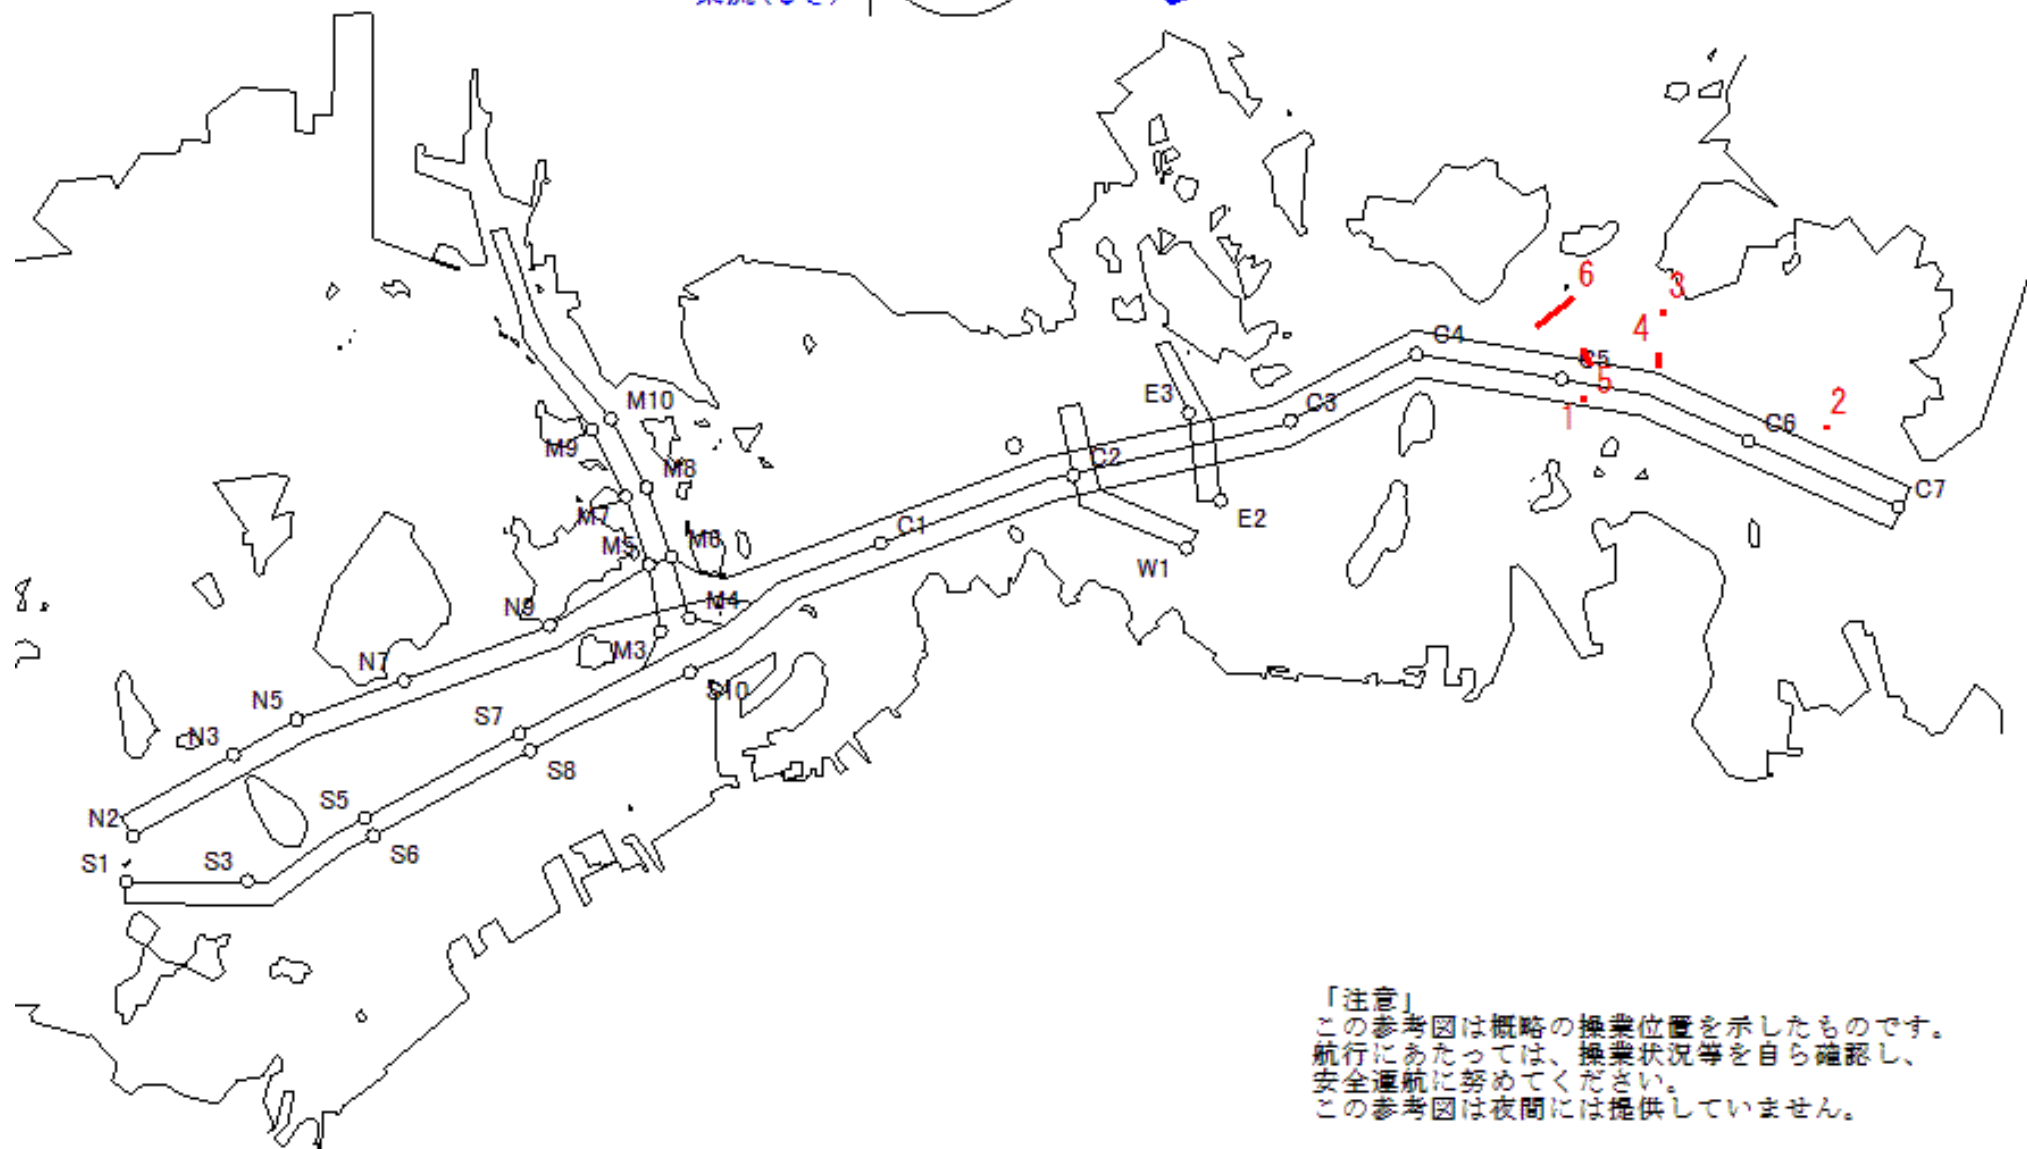 6
3
4
C4
C5
5
1
2
E3
C3
C6
M10
M9
M8
C2
C7
E2
M7
C1
M5
M6
W1
N9
M4
M3
N7
S10
N5
S7
N3
S8
S5
N2
S6
S1
S3
「注意」
この参考図は概略の操業位置を示したものです。
航行にあたっては、操業状況等を自ら確認し、
安全運航に努めてください。
この参考図は夜間には提供していません。